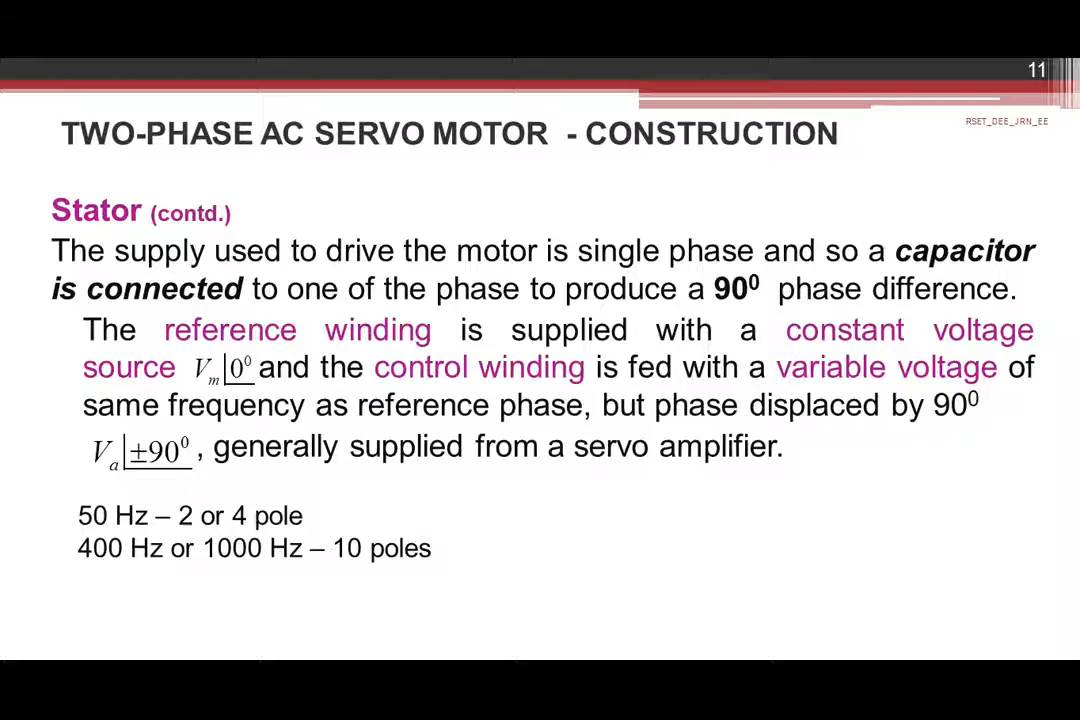 11
RSET_DEE_JRN_EE
TWO-PHASE AC SERVO MOTOR - CONSTRUCTION
Stator (contd.)
The supply used to drive the motor is single phase and so a capacitor
is connected to one of the phase to produce a 90⁰ phase difference.
The reference winding is supplied with a constant voltage
source Vₘ|0⁰ and the control winding is fed with a variable voltage of
same frequency as reference phase, but phase displaced by 90⁰
Vₐ|±90⁰, generally supplied from a servo amplifier.
50 Hz – 2 or 4 pole
400 Hz or 1000 Hz – 10 poles